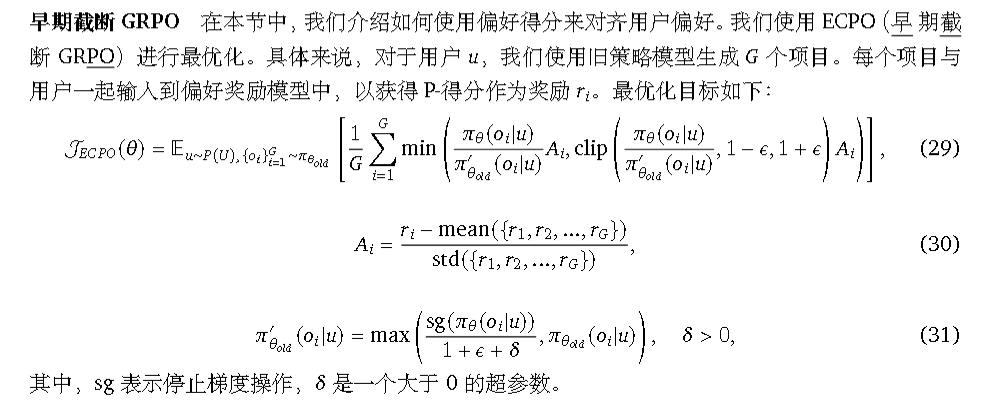 早期截断 GRPO 在本节中，我们介绍如何使用偏好得分来对齐用户偏好。我们使用 ECPO（早 期截
断 GRPO）进行最优化。具体来说，对于用户 u，我们使用旧策略模型生成 G 个项目。每个项目与
用户一起输入到偏好奖励模型中，以获得 P-得分作为奖励 r_i。最优化目标如下：
\mathcal{J}_{ECPO}(\theta) = \mathbb{E}_{u \sim P(U), \{o_i\}_{i=1}^{G} \sim \pi_{\theta_{old}}} \left[ \frac{1}{G} \sum_{i=1}^{G} \min \left( \frac{\pi_\theta(o_i|u)}{\pi'_{\theta_{old}}(o_i|u)} A_i, \text{clip} \left( \frac{\pi_\theta(o_i|u)}{\pi'_{\theta_{old}}(o_i|u)}, 1-\epsilon, 1+\epsilon \right) A_i \right) \right], (29)
A_i = \frac{r_i - \text{mean}(\{r_1, r_2, ..., r_G\})}{\text{std}(\{r_1, r_2, ..., r_G\})}, (30)
\pi'_{\theta_{old}}(o_i|u) = \max \left( \frac{\text{sg}(\pi_\theta(o_i|u))}{1+\epsilon+\delta}, \pi_{\theta_{old}}(o_i|u) \right), \quad \delta > 0, (31)
其中，sg 表示停止梯度操作，δ 是一个大于 0 的超参数。